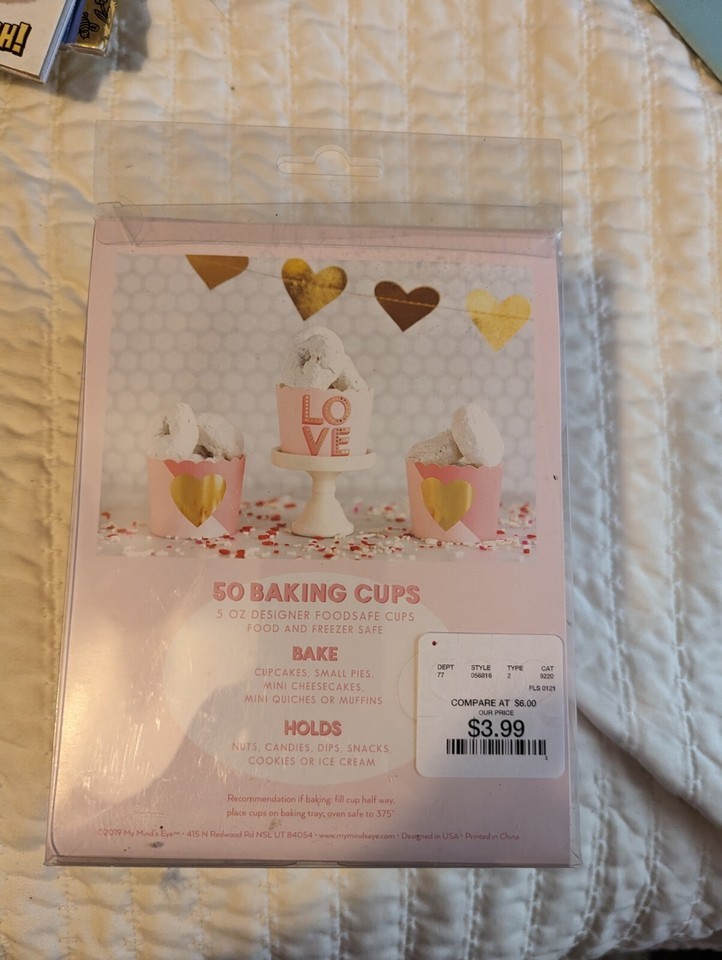 H!
LO
VE
50 BAKING CUPS
5 OZ DESIGNER FOODSAFE CUPS
FOOD AND FREEZER SAFE
BAKE
CUPCAKES, SMALL PIES,
MINI CHEESECAKES,
MINI QUICHES OR MUFFINS
HOLDS
NUTS, CANDIES, DIPS, SNACKS,
COOKIES OR ICE CREAM
DEPT STYLE TYPE CAT
77 056816 2 9220
FLS 0121
COMPARE AT $6.00
OUR PRICE
$3.99
1
Recommendation if baking: fill cup half way,
place cups on baking tray; oven safe to 375°
©2019 My Mind's Eye™ • 415 N Redwood Rd NSL UT 84054 • www.mymindseye.com • Designed in USA • Printed in China